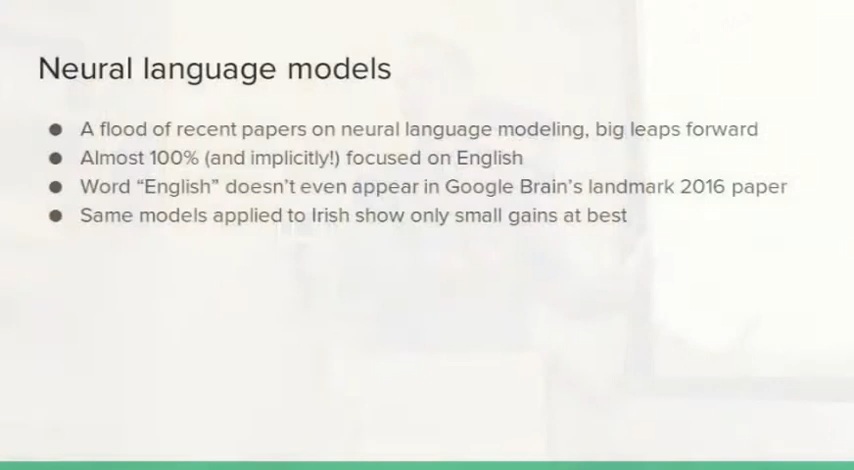 Neural language models
● A flood of recent papers on neural language modeling, big leaps forward
● Almost 100% (and implicitly!) focused on English
● Word “English” doesn’t even appear in Google Brain’s landmark 2016 paper
● Same models applied to Irish show only small gains at best